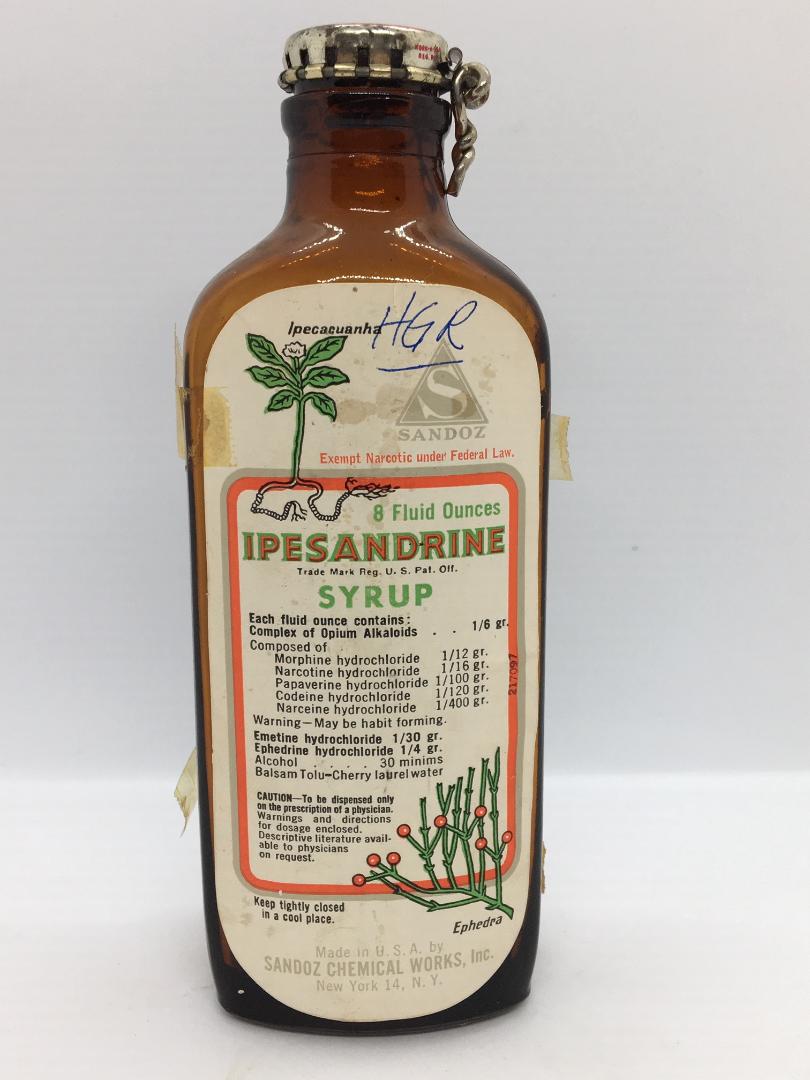 Ipecacuanha
HGR
S
SANDOZ
Exempt Narcotic under Federal Law.
8 Fluid Ounces
IPESANDRINE
Trade Mark Reg. U. S. Pat. Off.
SYRUP
Each fluid ounce contains:
Complex of Opium Alkaloids . . 1/6 gr.
Composed of
Morphine hydrochloride 1/12 gr.
Narcotine hydrochloride 1/16 gr.
Papaverine hydrochloride 1/100 gr.
Codeine hydrochloride 1/120 gr.
Narceine hydrochloride 1/400 gr.
217097
Warning—May be habit forming.
Emetine hydrochloride 1/30 gr.
Ephedrine hydrochloride 1/4 gr.
Alcohol . . . . 30 minims
Balsam Tolu–Cherry laurel water
CAUTION—To be dispensed only
on the prescription of a physician.
Warnings and directions
for dosage enclosed.
Descriptive literature avail-
able to physicians
on request.
Keep tightly closed
in a cool place.
Ephedra
Made in U.S.A. by
SANDOZ CHEMICAL WORKS, Inc.
New York 14, N. Y.